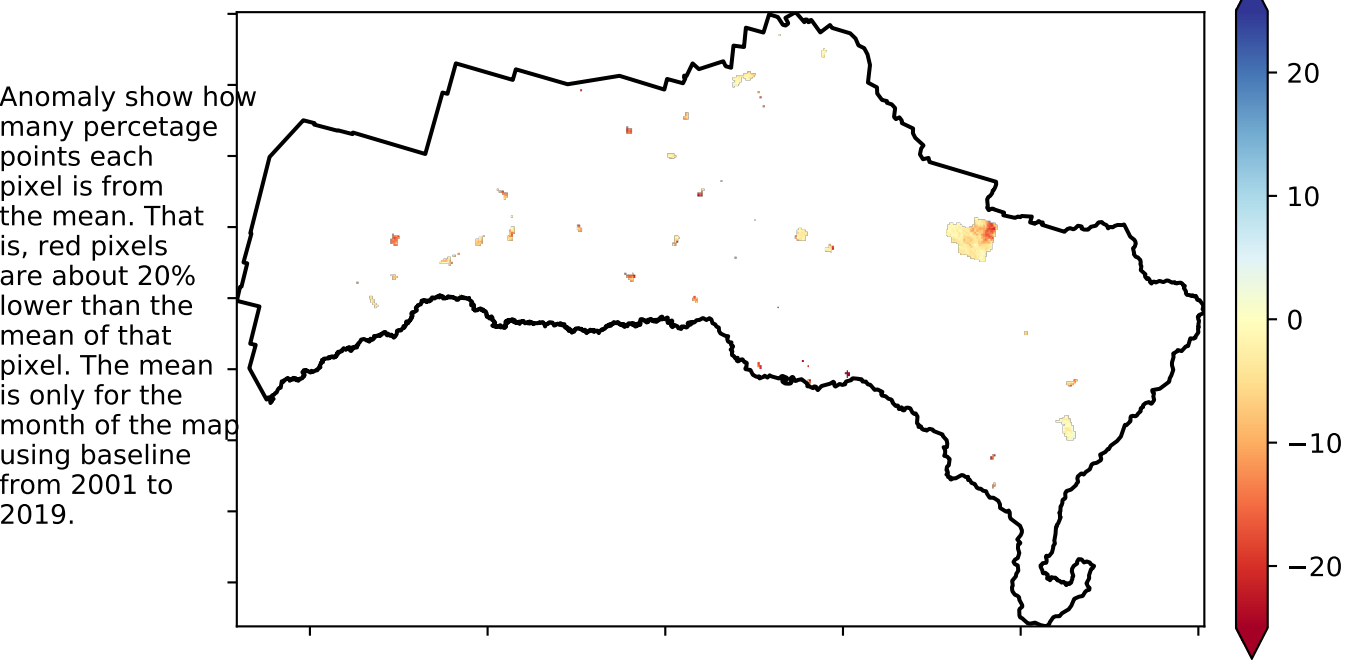 Anomaly show how
many percetage
points each
pixel is from
the mean. That
is, red pixels
are about 20%
lower than the
mean of that
pixel. The mean
is only for the
month of the map
using baseline
from 2001 to
2019.
20
10
0
−10
−20